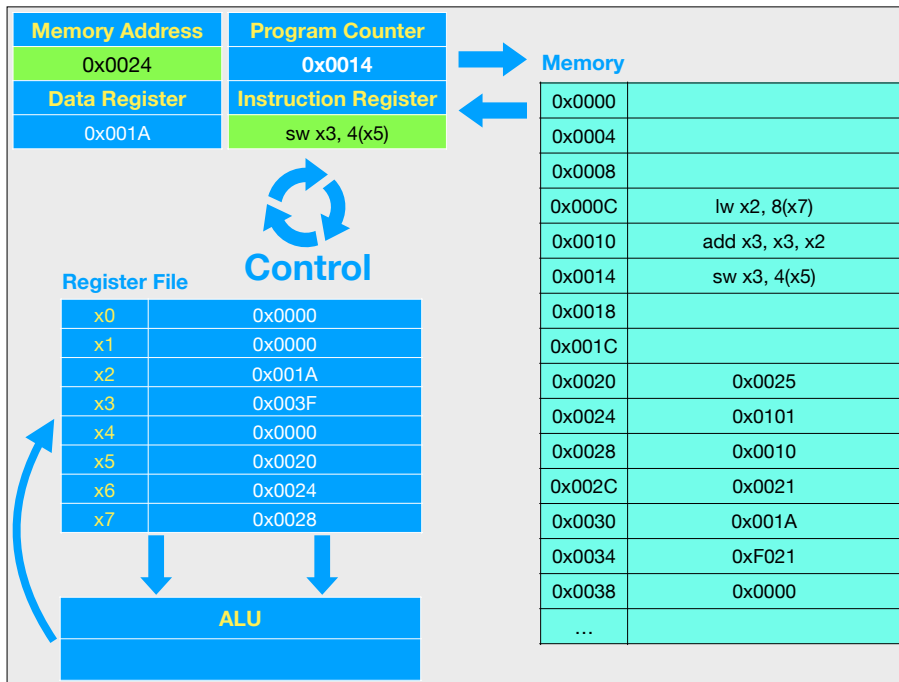 Memory Address Program Counter
0x0024 0x0014
Data Register Instruction Register
0x001A sw x3, 4(x5)
Control
Register File
x0 0x0000
x1 0x0000
x2 0x001A
x3 0x003F
x4 0x0000
x5 0x0020
x6 0x0024
x7 0x0028
ALU
Memory
0x0000
0x0004
0x0008
0x000C lw x2, 8(x7)
0x0010 add x3, x3, x2
0x0014 sw x3, 4(x5)
0x0018
0x001C
0x0020 0x0025
0x0024 0x0101
0x0028 0x0010
0x002C 0x0021
0x0030 0x001A
0x0034 0xF021
0x0038 0x0000
…